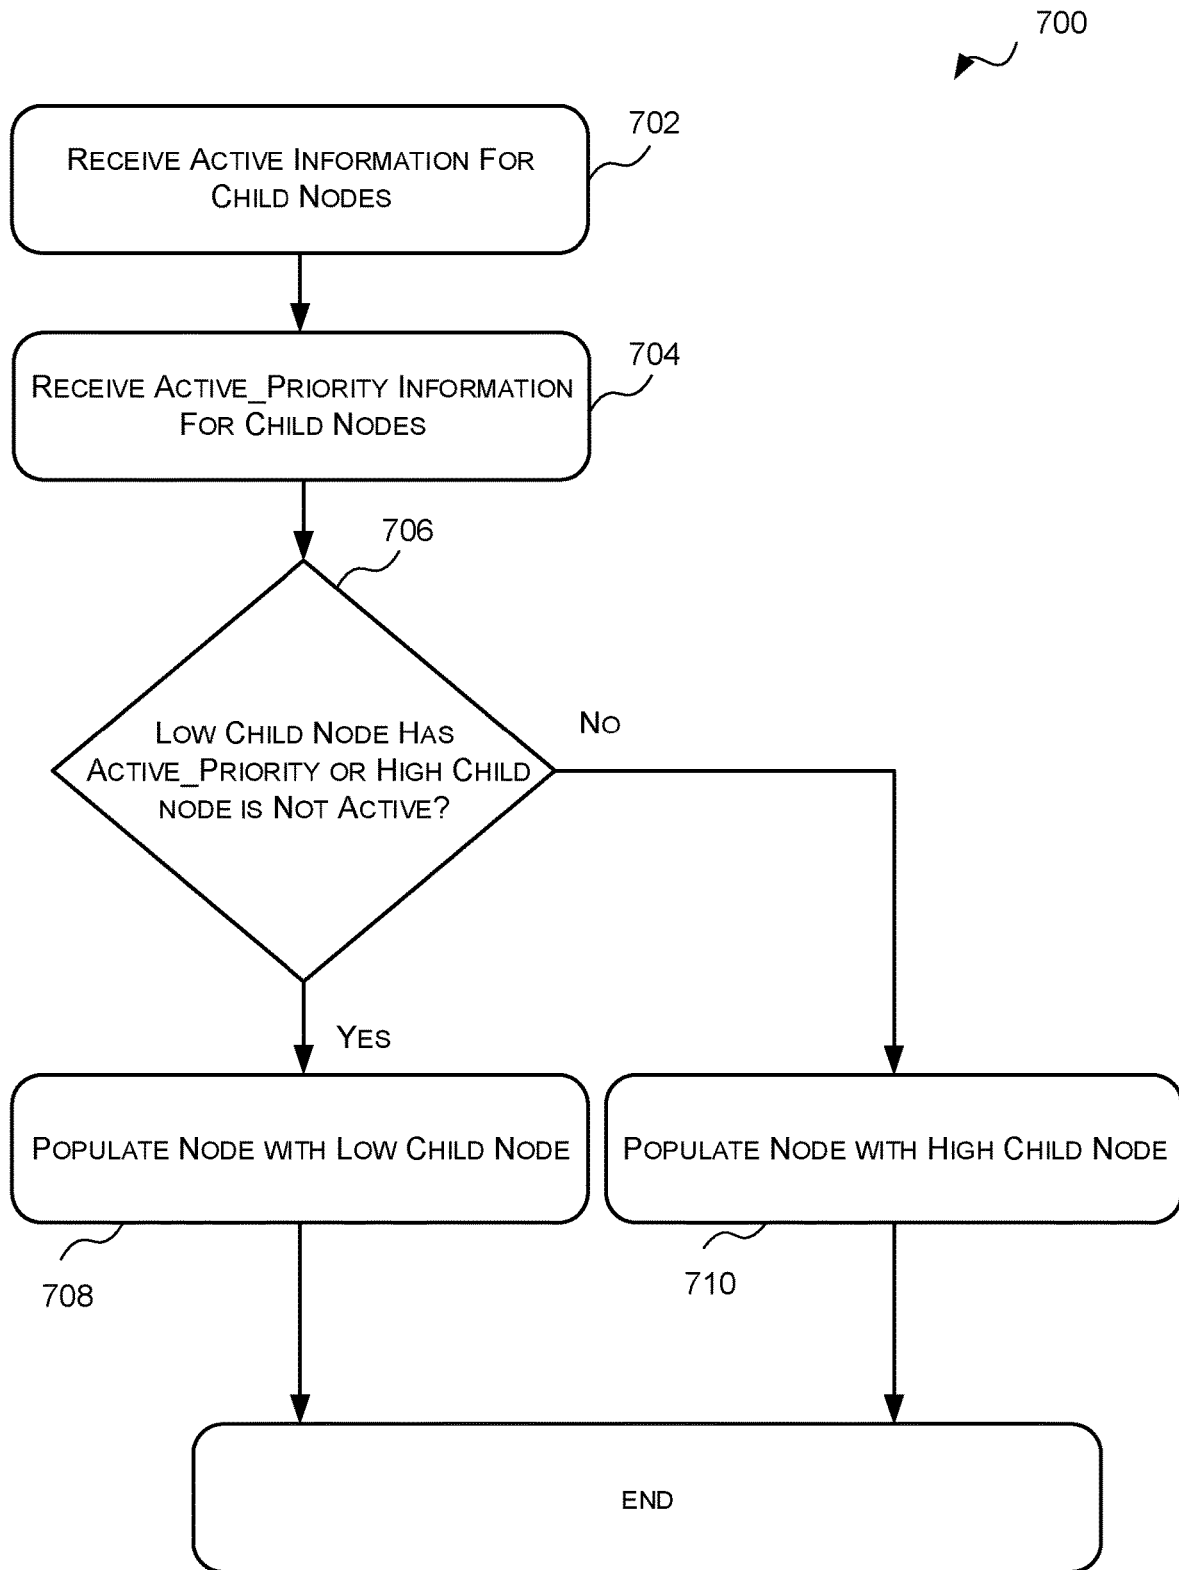 700
702
RECEIVE ACTIVE INFORMATION FOR
CHILD NODES
704
RECEIVE ACTIVE_PRIORITY INFORMATION
FOR CHILD NODES
706
LOW CHILD NODE HAS
ACTIVE_PRIORITY OR HIGH CHILD
NODE IS NOT ACTIVE?
NO
YES
POPULATE NODE WITH LOW CHILD NODE
POPULATE NODE WITH HIGH CHILD NODE
708
710
END